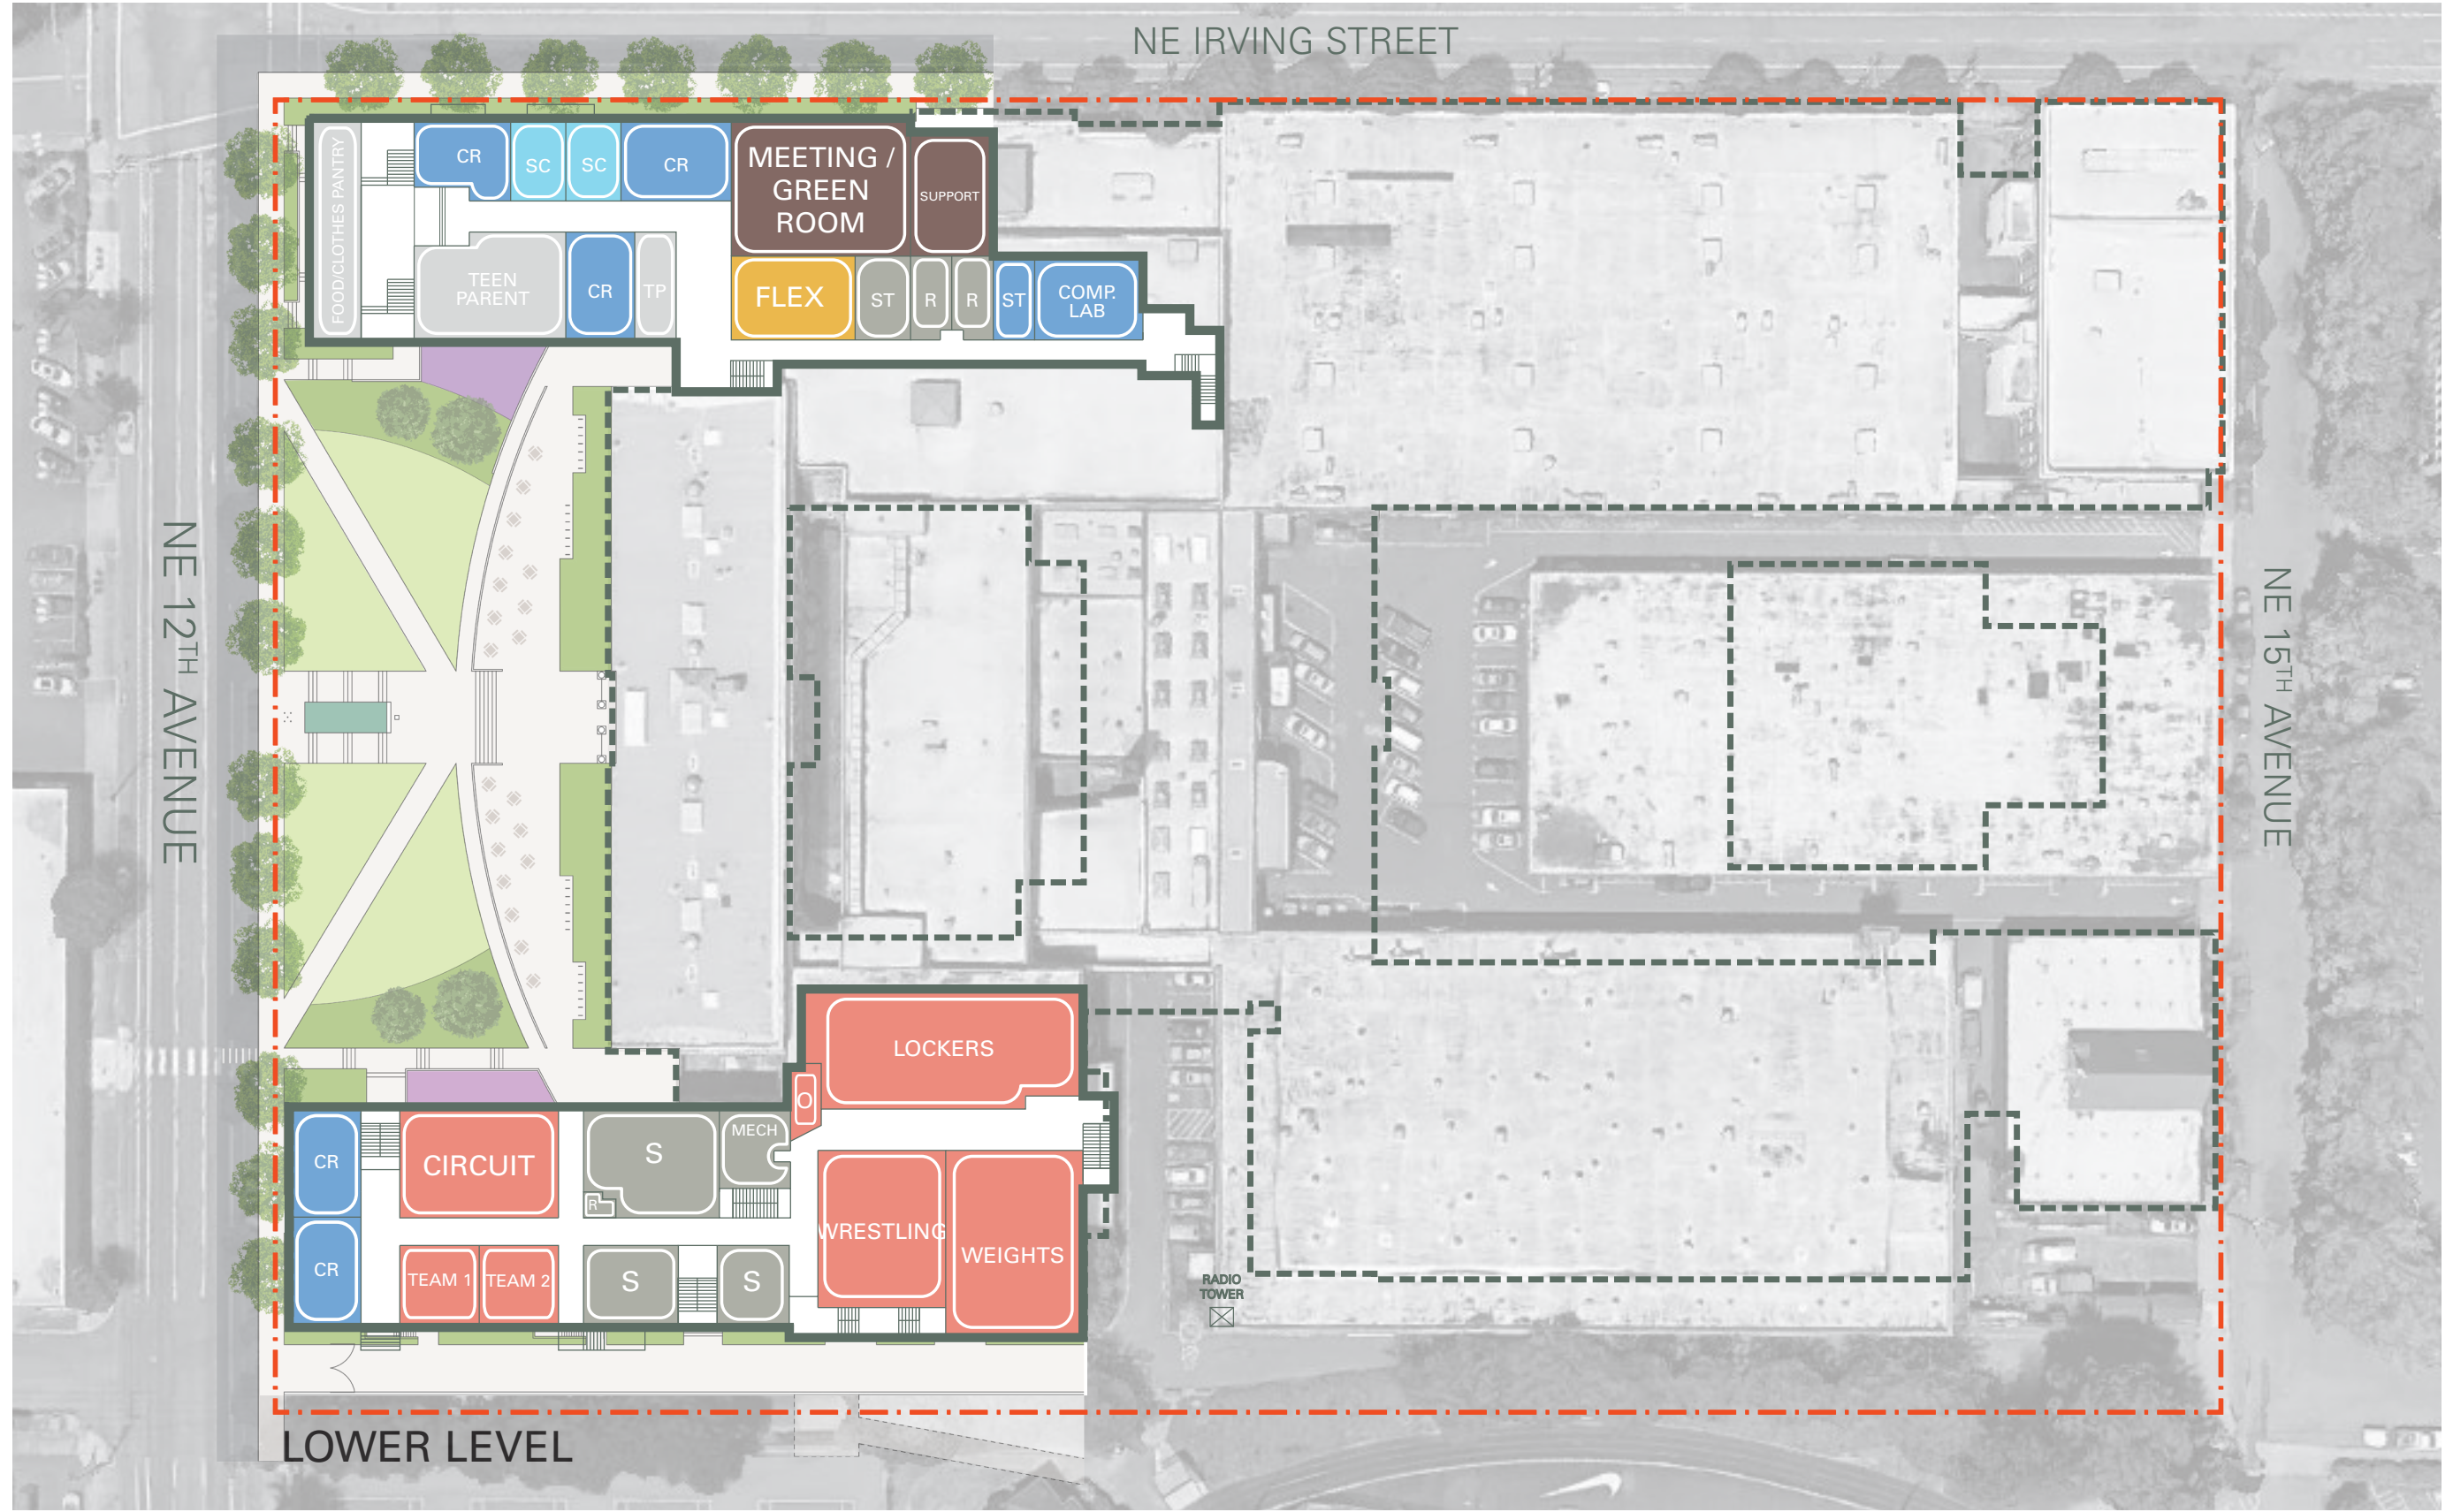 NE IRVING STREET
FOOD/CLOTHES PANTRY
CR
SC
SC
CR
MEETING /
GREEN
ROOM
SUPPORT
TEEN
PARENT
CR
TP
FLEX
ST
R
R
ST
COMP.
LAB
NE 12TH AVENUE
NE 15TH AVENUE
LOCKERS
O
CR
CIRCUIT
S
MECH
R
WRESTLING
WEIGHTS
CR
TEAM 1
TEAM 2
S
S
RADIO
TOWER
LOWER LEVEL